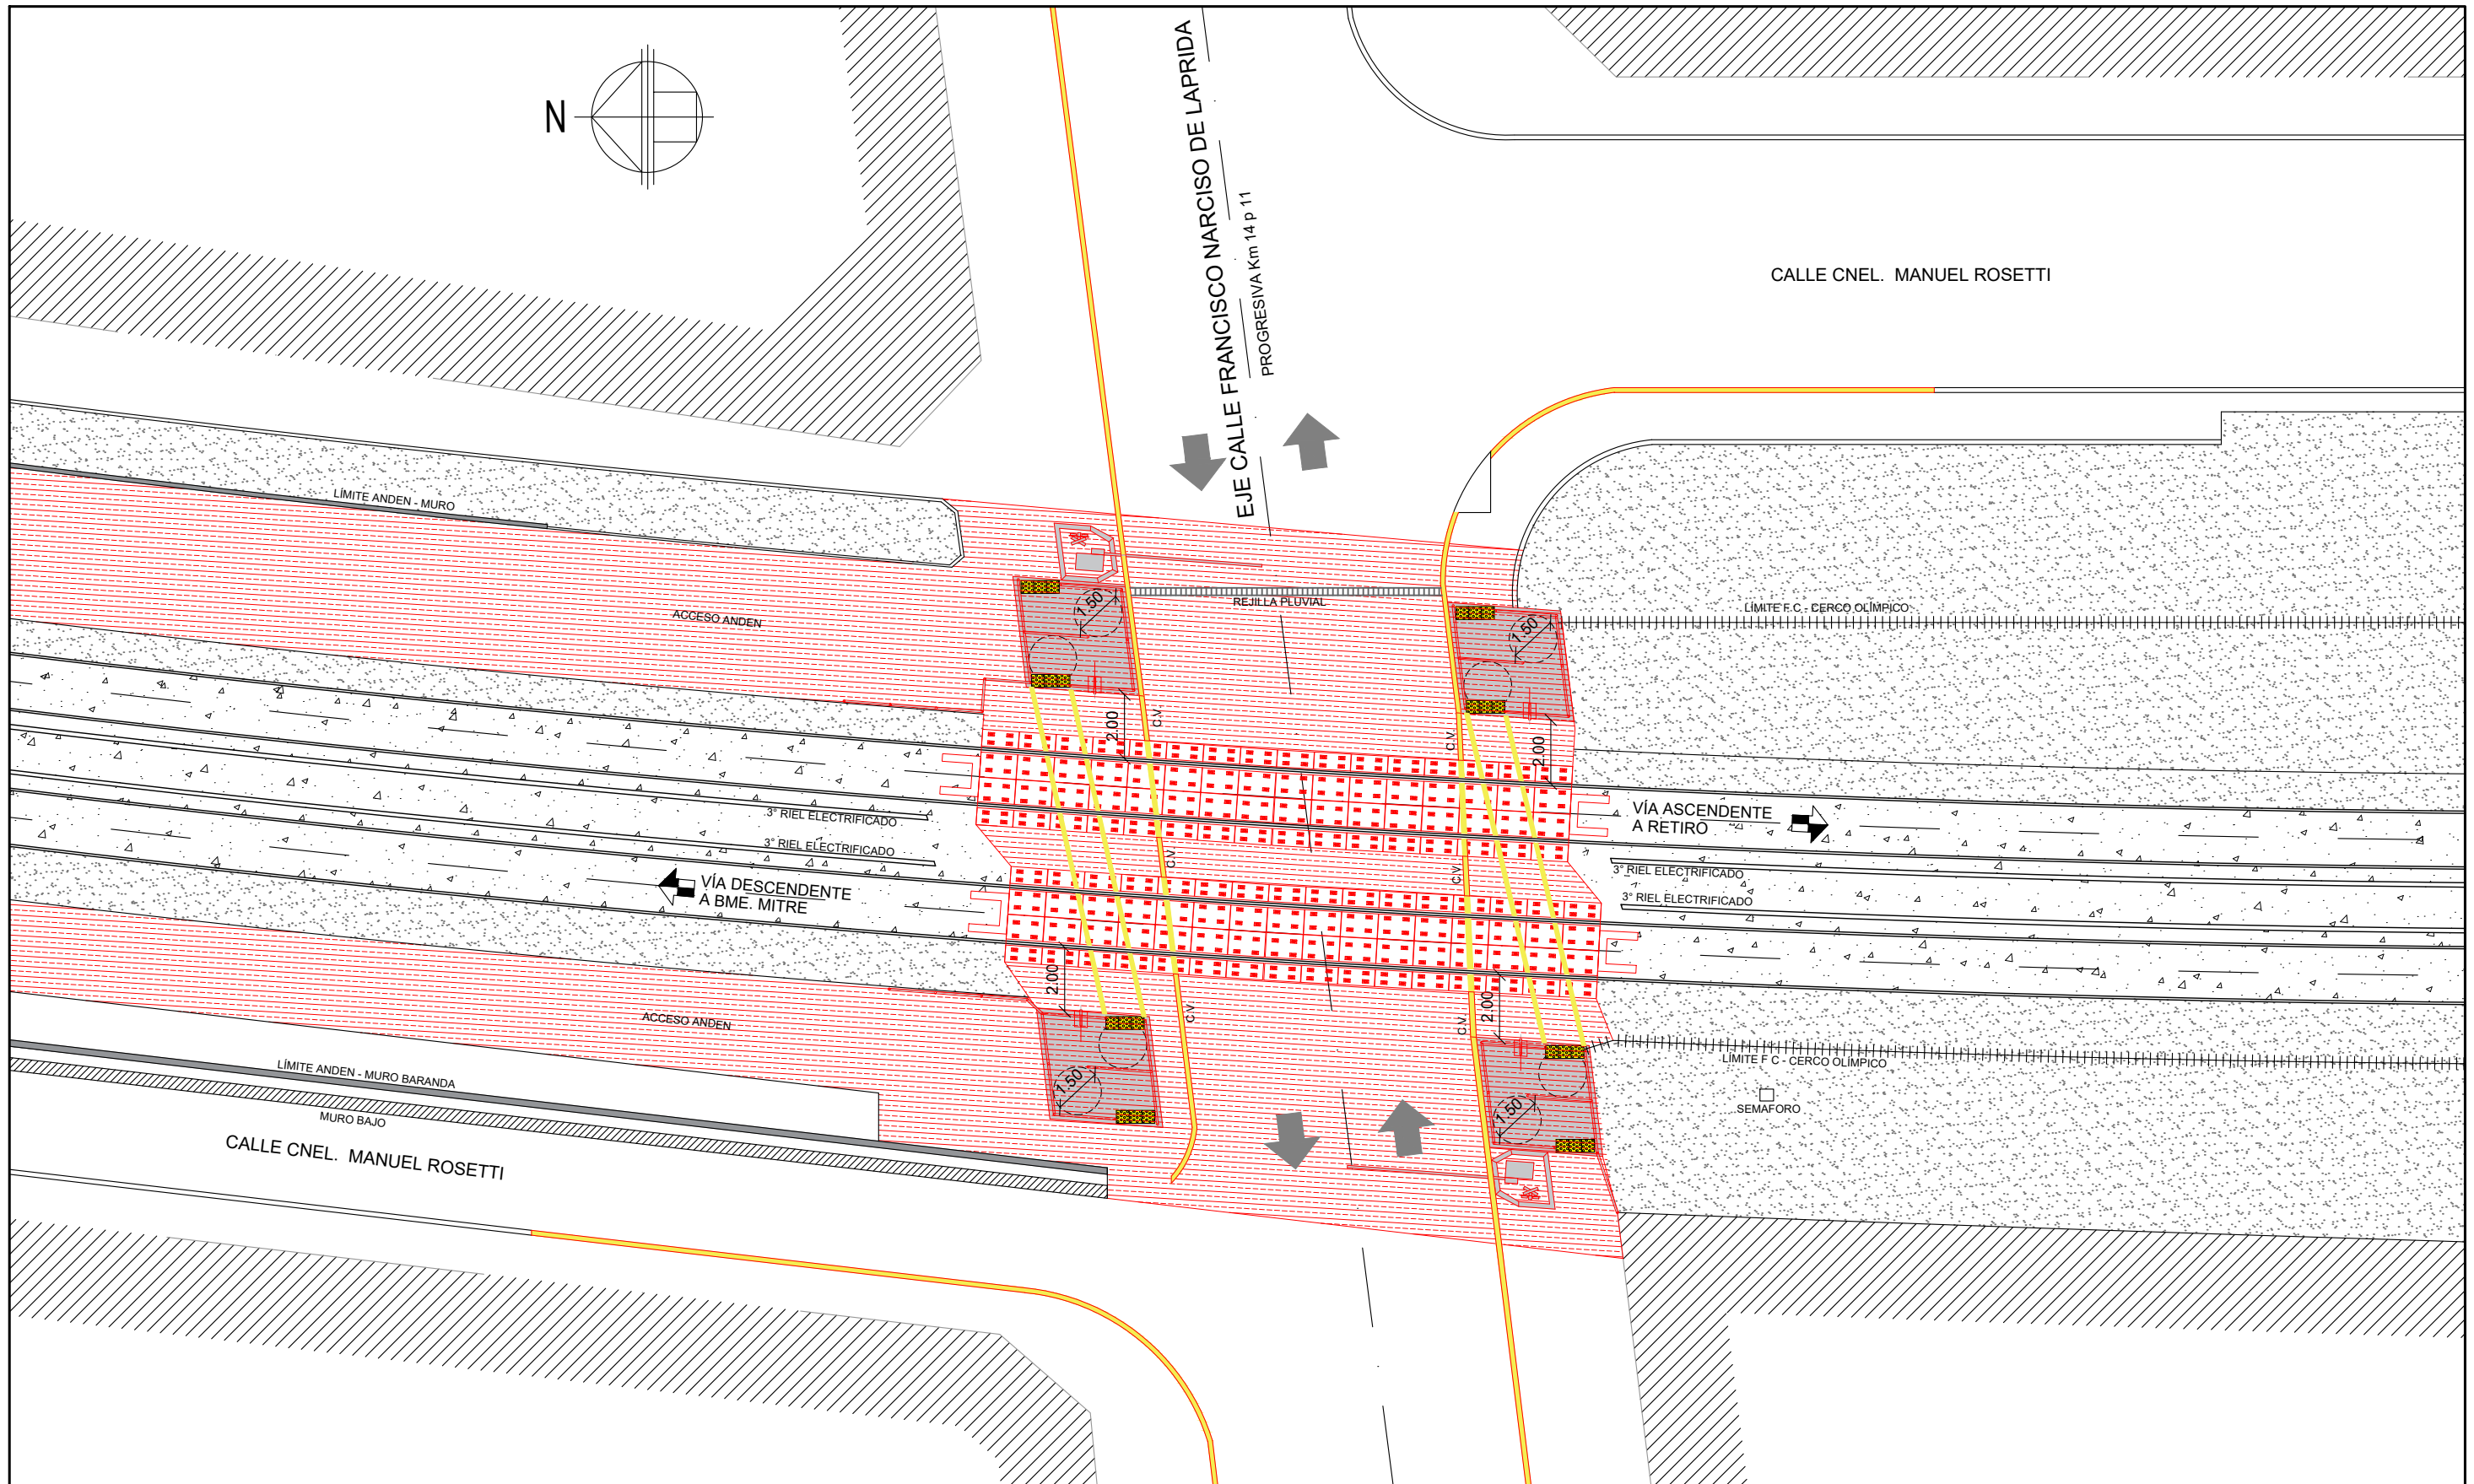 N
EJE CALLE FRANCISCO NARCISO DE LAPRIDA
PROGRESIVA Km 14 p 11
CALLE CNEL. MANUEL ROSETTI
LÍMITE ANDEN - MURO
ACCESO ANDEN
1.50
REJILLA PLUVIAL
1.50
LÍMITE F.C - CERCO OLÍMPICO
2.00
C.V.
C.V.
2.00
3° RIEL ELECTRIFICADO
3° RIEL ELECTRIFICADO
VÍA ASCENDENTE
A RETIRO
C.V.
C.V.
3° RIEL ELECTRIFICADO
3° RIEL ELECTRIFICADO
VÍA DESCENDENTE
A BME. MITRE
2.00
C.V.
C.V.
2.00
ACCESO ANDEN
LÍMITE F C - CERCO OLÍMPICO
1.50
1.50
SEMAFORO
LÍMITE ANDEN - MURO BARANDA
MURO BAJO
CALLE CNEL. MANUEL ROSETTI